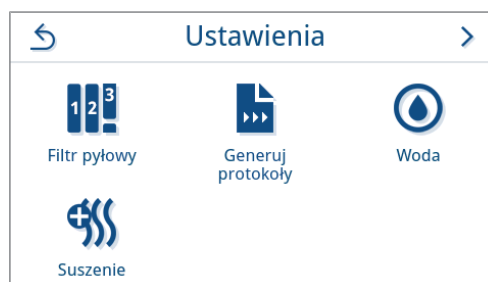 Ustawienia
1 2 3
Filtr pyłowy
Generuj
protokoły
Woda
Suszenie